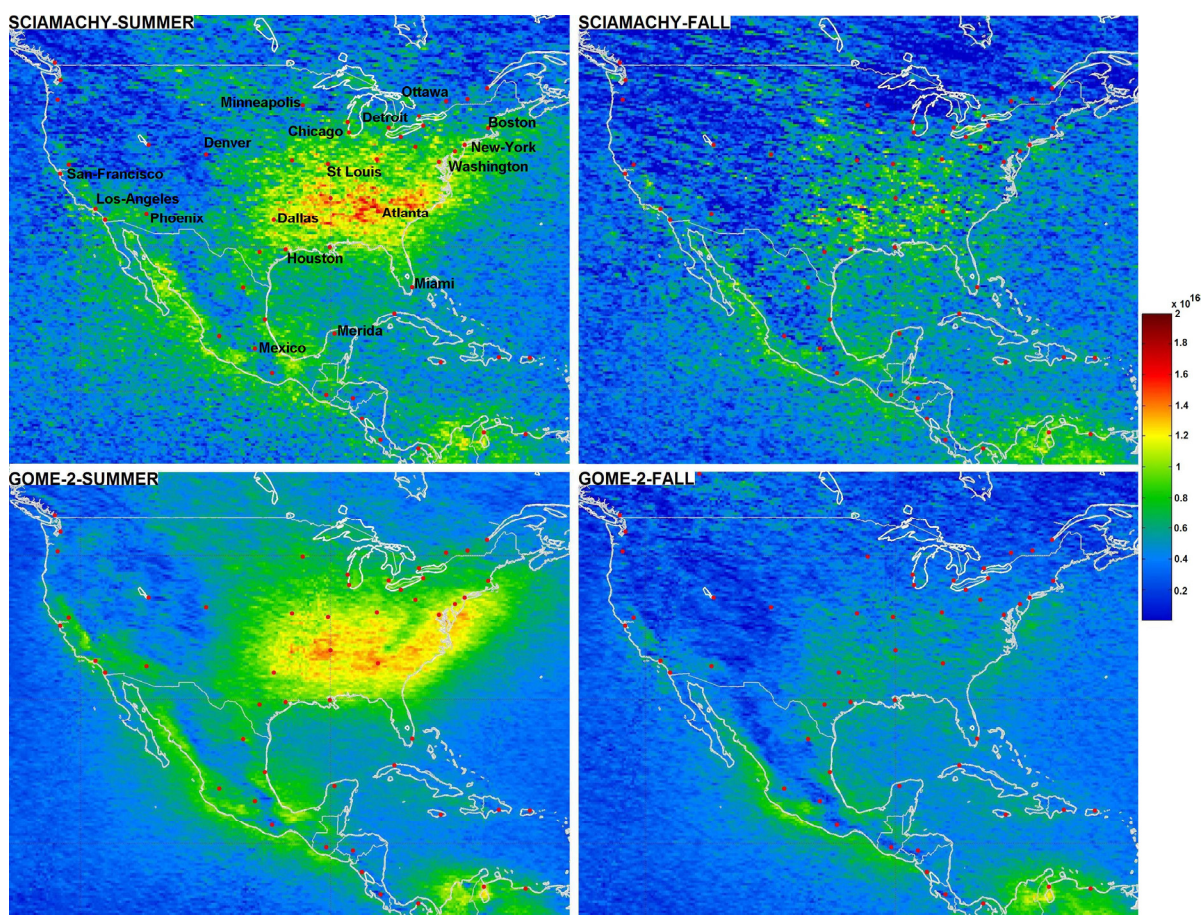 SCIAMACHY-SUMMER
SCIAMACHY-FALL
Minneapolis
Ottawa
Detroit
Chicago
Boston
Denver
New-York
St Louis
Washington
San-Francisco
Los-Angeles
Phoenix
Dallas
Atlanta
Houston
Miami
Merida
Mexico
GOME-2-SUMMER
GOME-2-FALL
x 10¹⁶
2
1.8
1.6
1.4
1.2
1
0.8
0.6
0.4
0.2